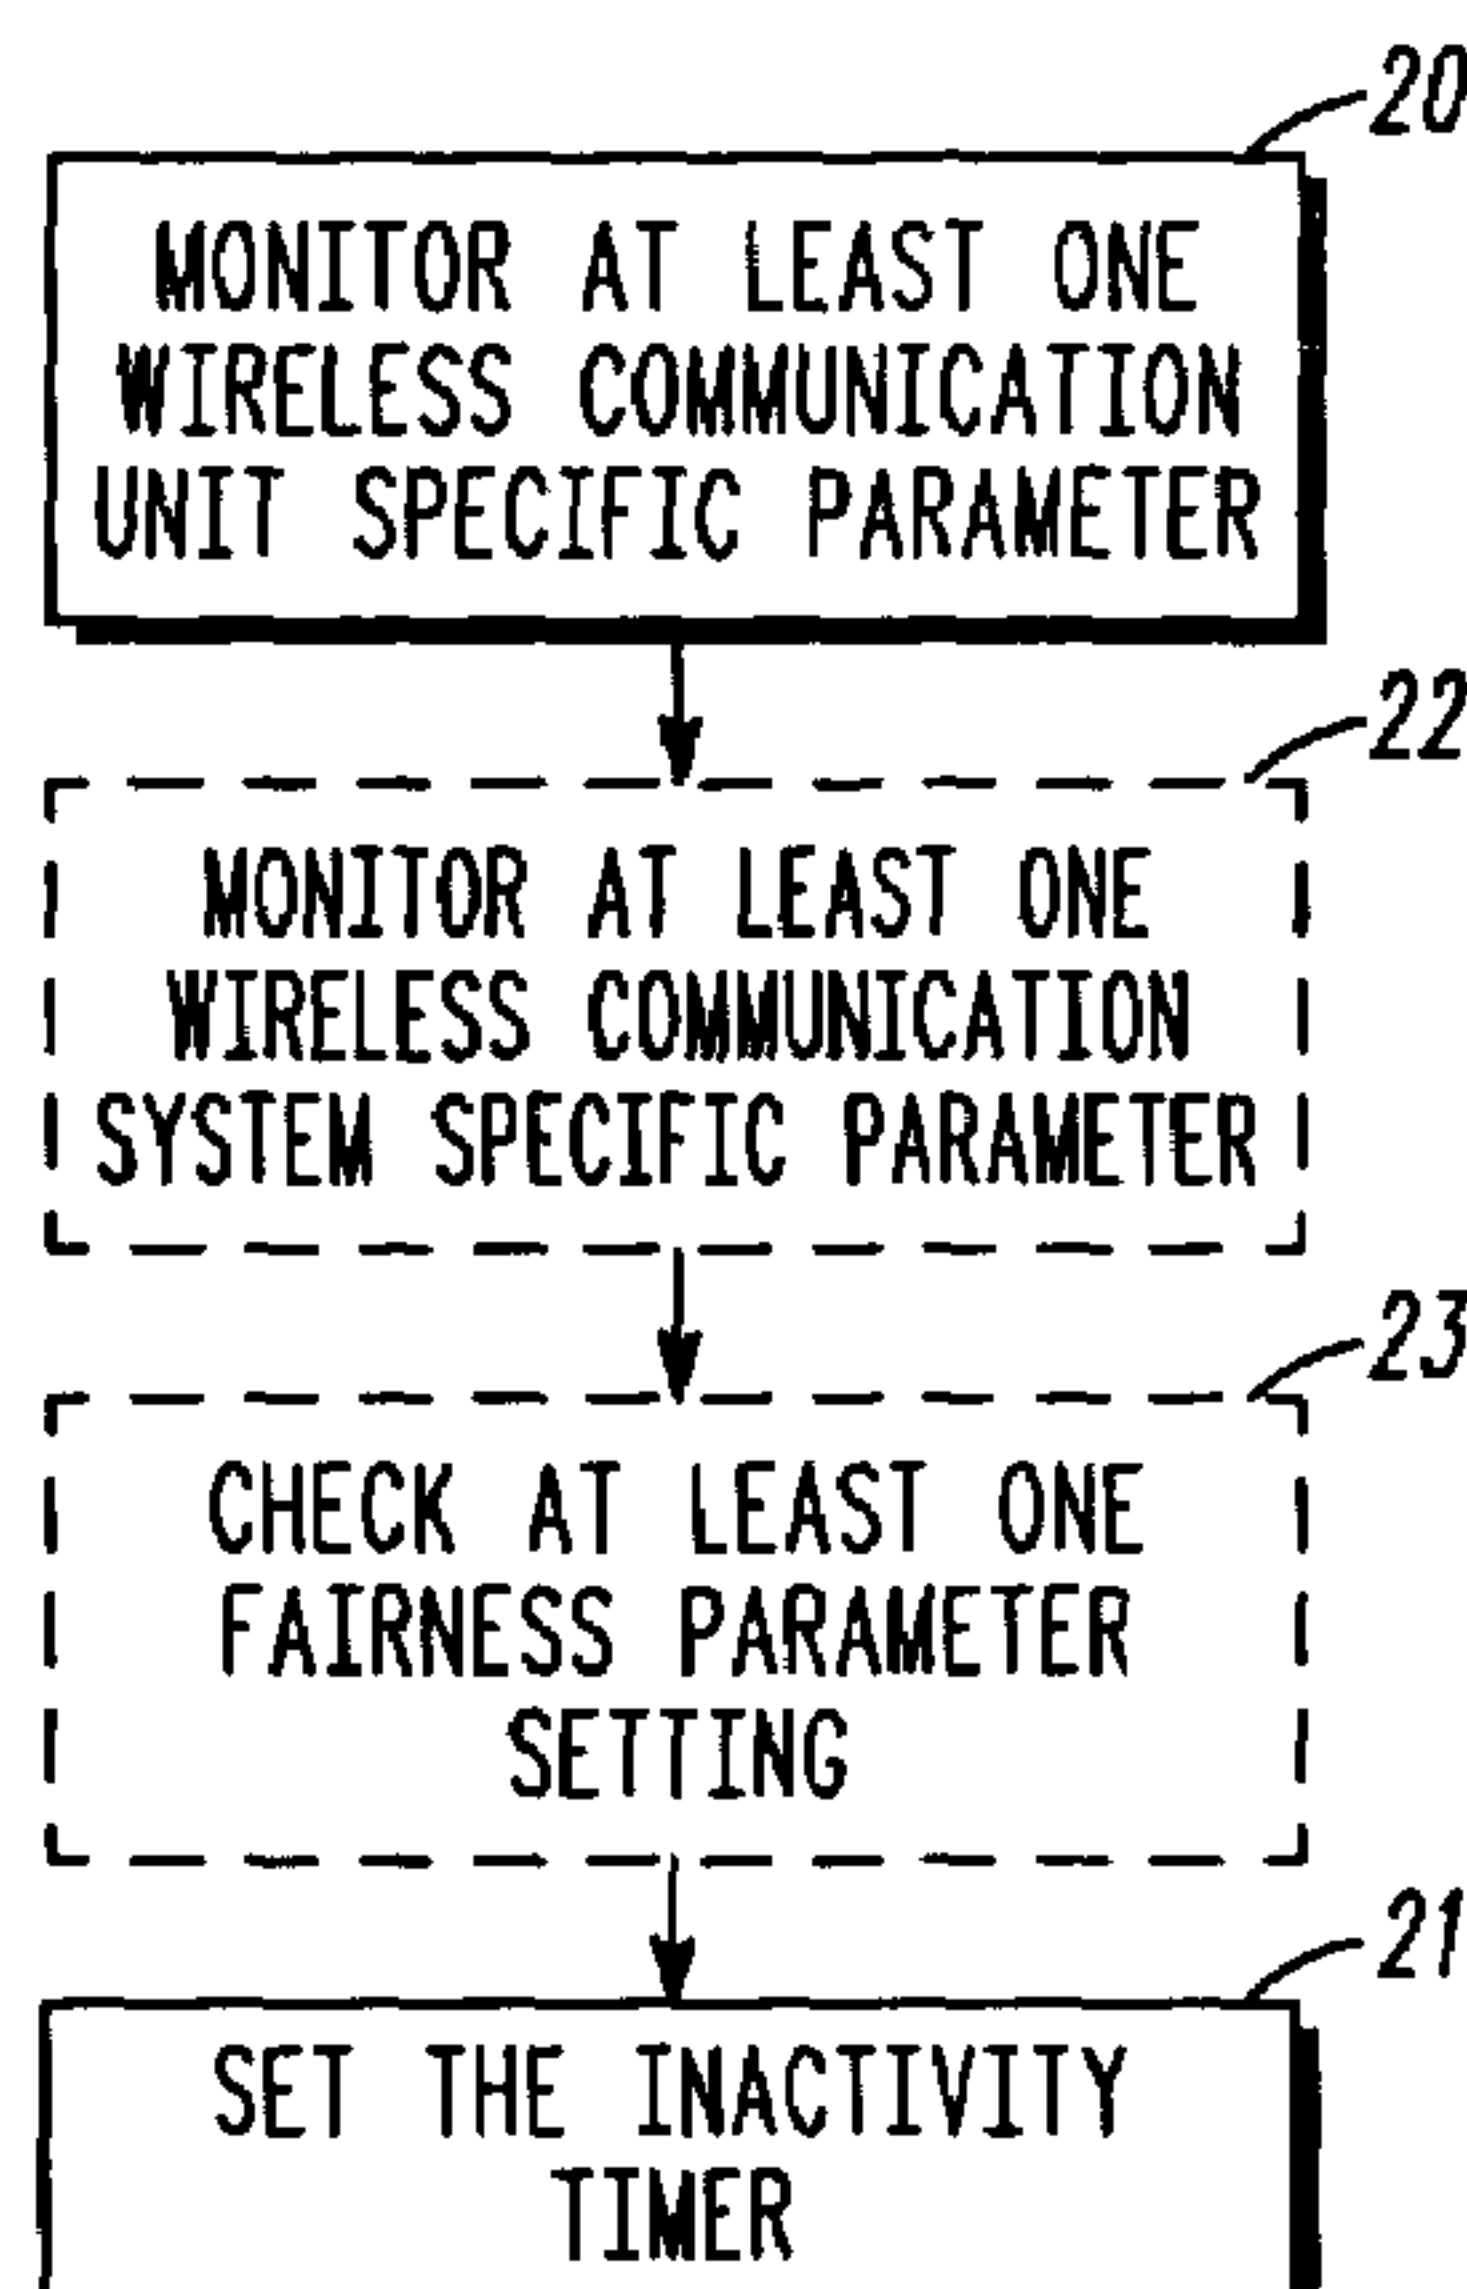 20
MONITOR AT LEAST ONE
WIRELESS COMMUNICATION
UNIT SPECIFIC PARAMETER
22
MONITOR AT LEAST ONE
WIRELESS COMMUNICATION
SYSTEM SPECIFIC PARAMETER
23
CHECK AT LEAST ONE
FAIRNESS PARAMETER
SETTING
21
SET THE INACTIVITY
TIMER